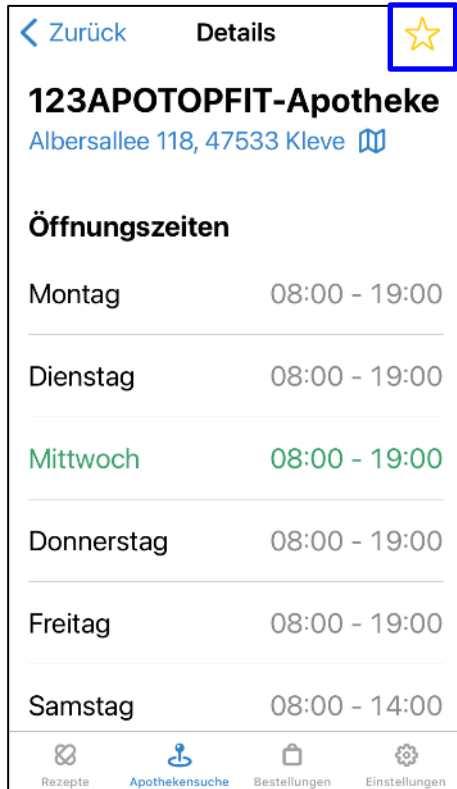 Zurück Details
123APOTOPFIT-Apotheke
Albersallee 118, 47533 Kleve
Öffnungszeiten
Montag 08:00 - 19:00
Dienstag 08:00 - 19:00
Mittwoch 08:00 - 19:00
Donnerstag 08:00 - 19:00
Freitag 08:00 - 19:00
Samstag 08:00 - 14:00
Rezepte Apothekensuche Bestellungen Einstellungen